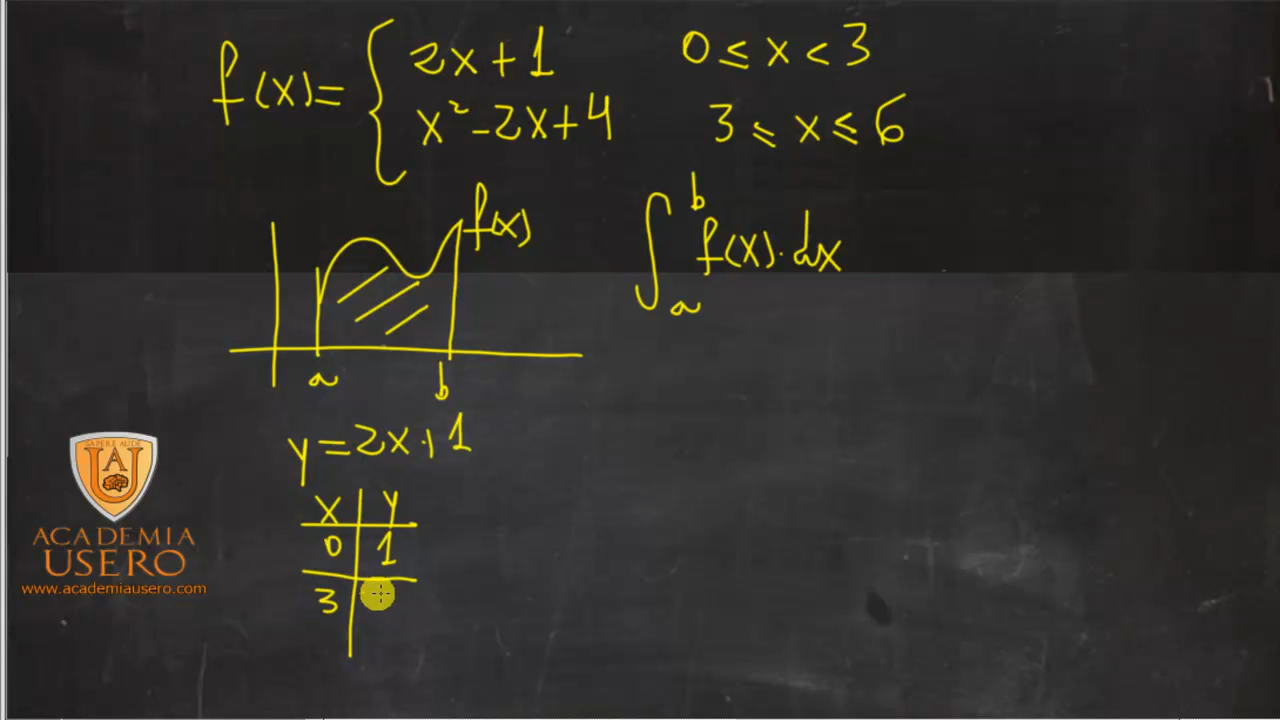 f(x)= { 2x+1 0 ≤ x < 3
x² -2x+4 3 ≤ x ≤ 6
f(x)
∫ₐᵇ f(x)·dx
a b
y=2x+1
x y
0 1
3
SAPERE AUDE
UA
ACADEMIA
USERO
www.academiausero.com